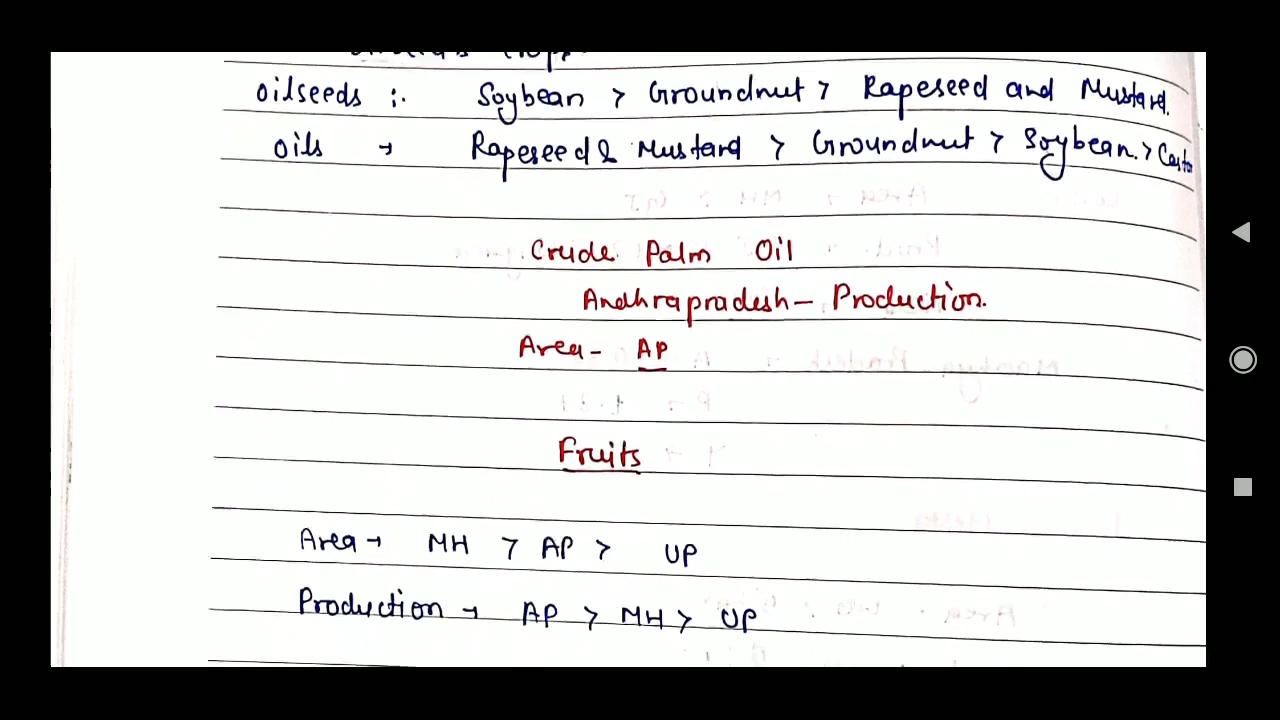 oilseeds :. Soybean > Groundnut > Rapeseed and Mustard.
oils → Rapeseed & Mustard > Groundnut > Soybean. > Castor
Crude Palm Oil
Andhrapradesh - Production.
Area - AP
Fruits
Area → MH > AP > UP
Production → AP > MH > UP